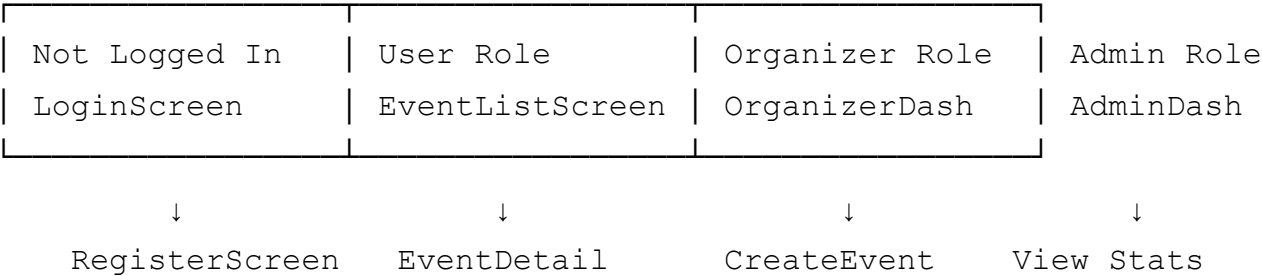 ┌────────────────┬────────────────┬────────────────┐
│ Not Logged In │ User Role │ Organizer Role │ Admin Role
│ LoginScreen │ EventListScreen │ OrganizerDash │ AdminDash
└────────────────┴────────────────┴────────────────┘
↓ ↓ ↓ ↓
RegisterScreen EventDetail CreateEvent View Stats